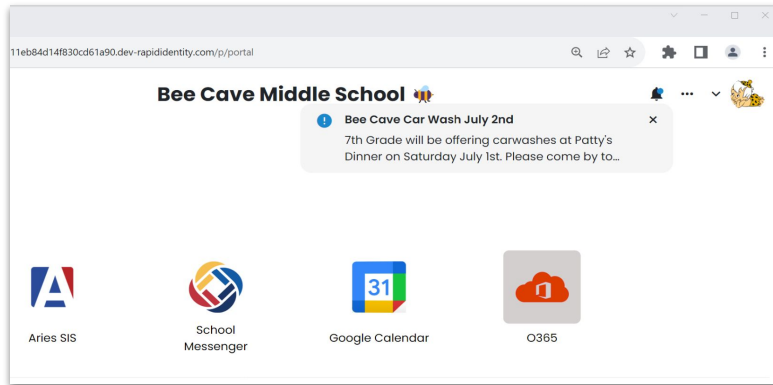 11eb84d14f830cd61a90.dev-rapididentity.com/p/portal
Bee Cave Middle School
Bee Cave Car Wash July 2nd
7th Grade will be offering carwashes at Patty's
Dinner on Saturday July 1st. Please come by to...
31
Aries SIS
School
Messenger
Google Calendar
O365